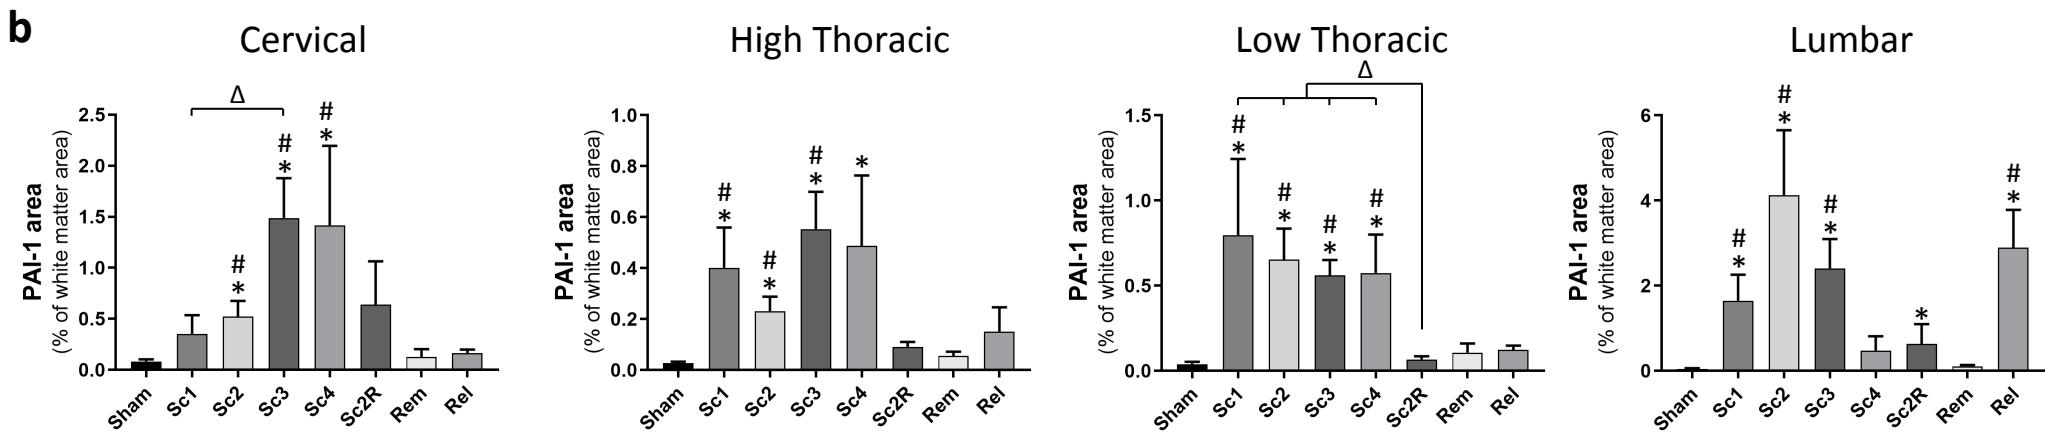 b
Cervical
High Thoracic
Low Thoracic
Lumbar
PAI-1 area
(% of white matter area)
2.5
2.0
1.5
1.0
0.5
0.0
Δ
#
*
#
*
#
*
Sham
Sc1
Sc2
Sc3
Sc4
Sc2R
Rem
Rel
PAI-1 area
(% of white matter area)
1.0
0.8
0.6
0.4
0.2
0.0
#
*
#
*
#
*
*
Sham
Sc1
Sc2
Sc3
Sc4
Sc2R
Rem
Rel
PAI-1 area
(% of white matter area)
1.5
1.0
0.5
0.0
Δ
#
*
#
*
#
*
#
*
Sham
Sc1
Sc2
Sc3
Sc4
Sc2R
Rem
Rel
PAI-1 area
(% of white matter area)
6
4
2
0
#
*
#
*
#
*
*
#
*
Sham
Sc1
Sc2
Sc3
Sc4
Sc2R
Rem
Rel